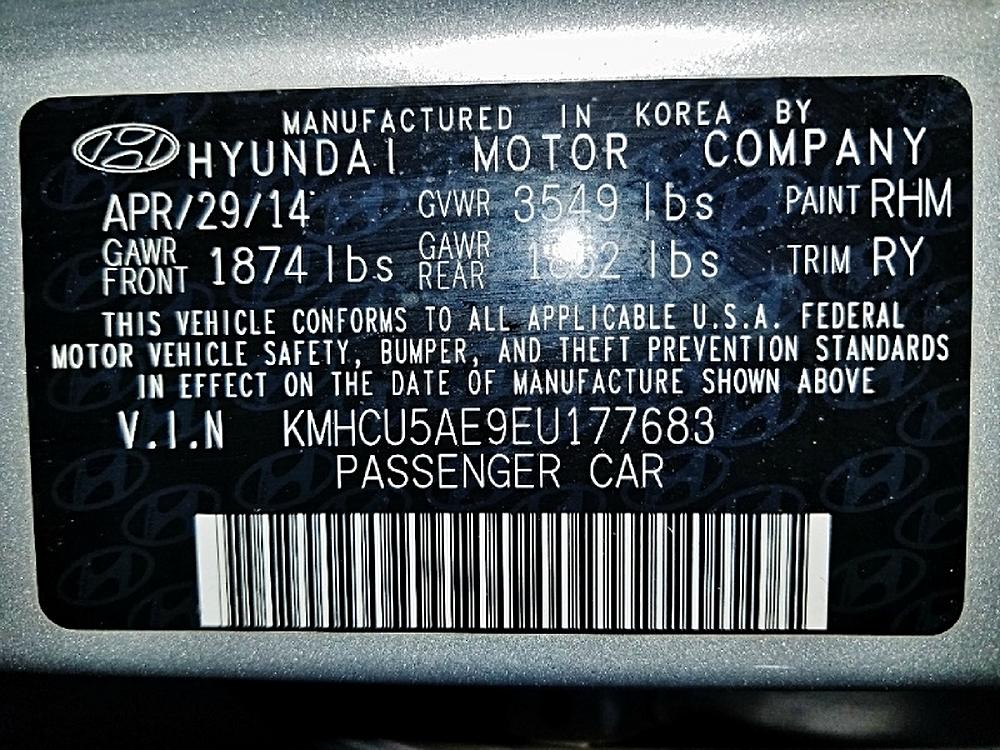 MANUFACTURED IN KOREA BY
HYUNDAI MOTOR COMPANY
APR/29/14 GVWR 3549 lbs PAINT RHM
GAWR FRONT 1874 lbs GAWR REAR lbs TRIM RY
THIS VEHICLE CONFORMS TO ALL APPLICABLE U.S.A. FEDERAL
MOTOR VEHICLE SAFETY, BUMPER, AND THEFT PREVENTION STANDARDS
IN EFFECT ON THE DATE OF MANUFACTURE SHOWN ABOVE
V.I.N KMHCU5AE9EU177683
PASSENGER CAR